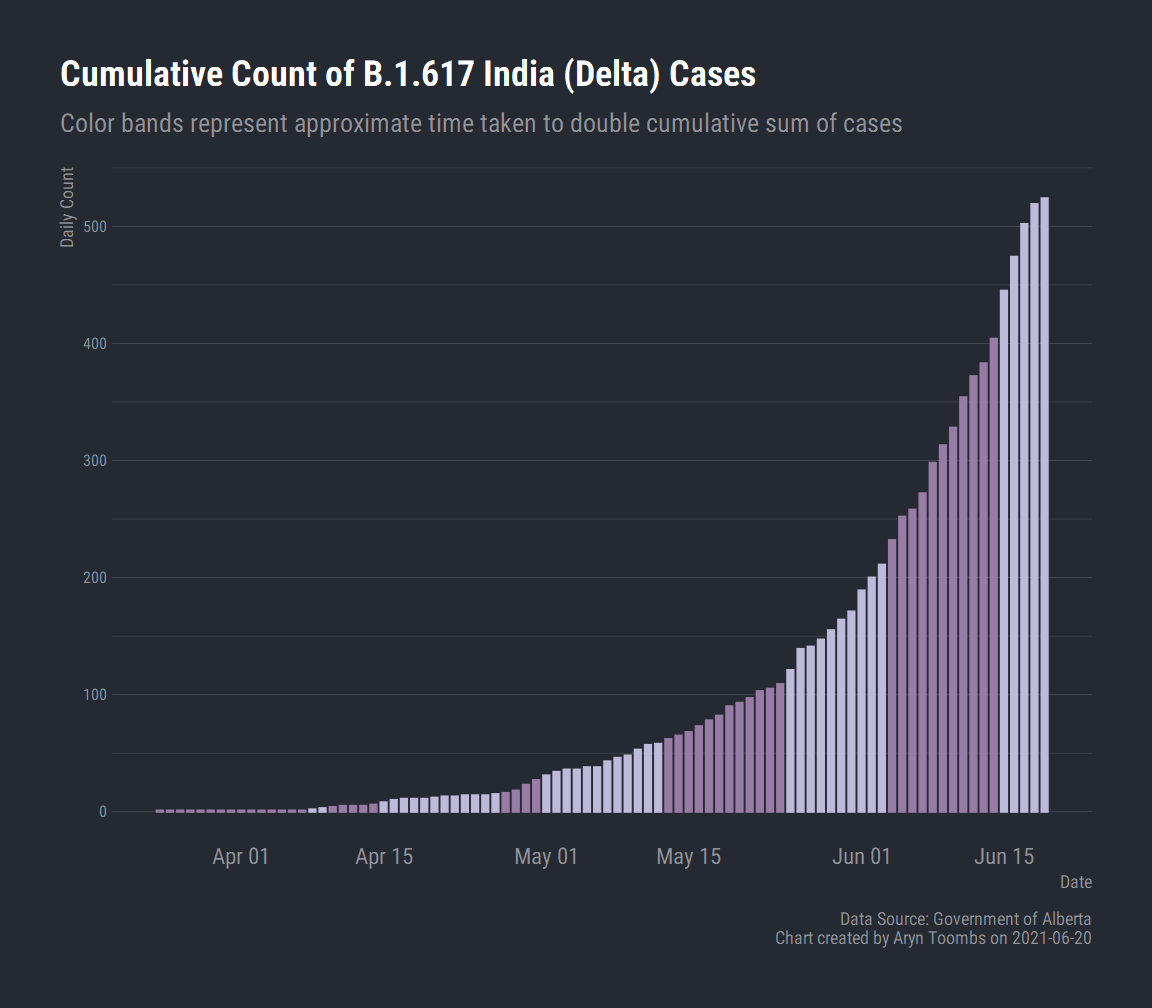 Cumulative Count of B.1.617 India (Delta) Cases
Color bands represent approximate time taken to double cumulative sum of cases
Daily Count
500
400
300
200
100
0
Apr 01 Apr 15 May 01 May 15 Jun 01 Jun 15
Date
Data Source: Government of Alberta
Chart created by Aryn Toombs on 2021-06-20